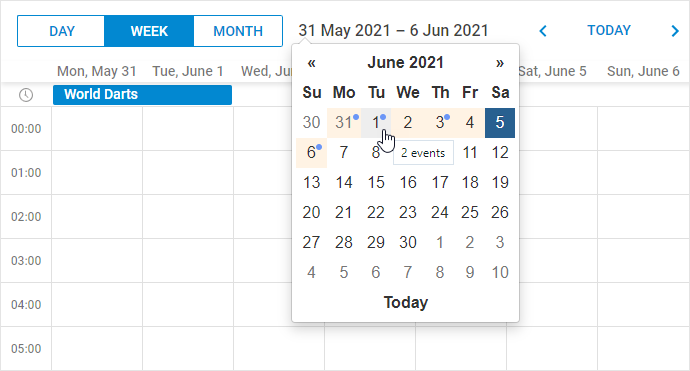 DAY WEEK MONTH 31 May 2021 – 6 Jun 2021 TODAY
Mon, May 31 Tue, June 1 Wed, Ju Sat, June 5 Sun, June 6
World Darts
« June 2021 »
Su Mo Tu We Th Fr Sa
30 31 1 2 3 4 5
6 7 8 2 events 11 12
13 14 15 16 17 18 19
20 21 22 23 24 25 26
27 28 29 30 1 2 3
4 5 6 7 8 9 10
Today
00:00
01:00
02:00
03:00
04:00
05:00